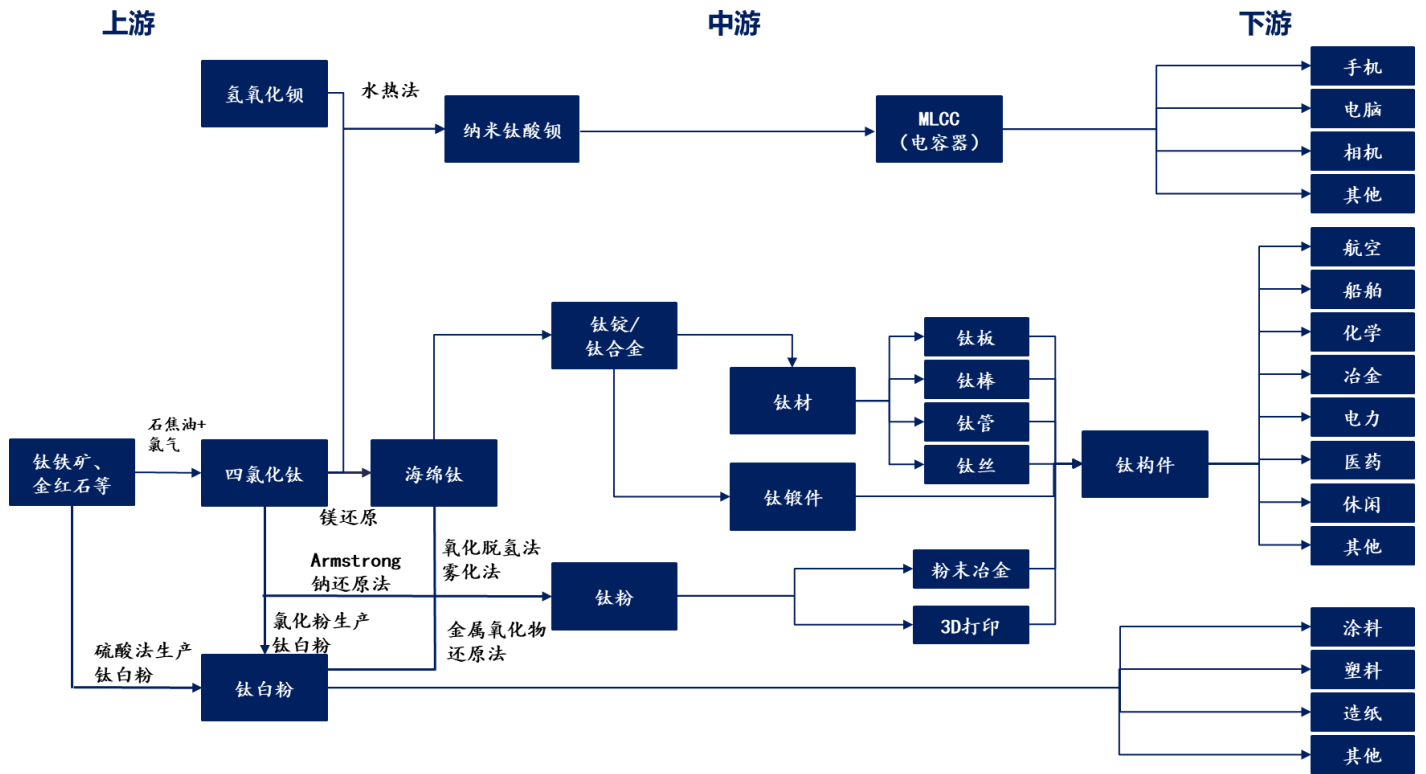 上游
中游
下游
氢氧化钡
水热法
纳米钛酸钡
MLCC
（电容器）
手机
电脑
相机
其他
航空
船舶
化学
冶金
电力
医药
休闲
其他
钛锭/
钛合金
钛材
钛板
钛棒
钛管
钛丝
钛锻件
钛构件
石焦油+
氯气
钛铁矿、
金红石等
四氯化钛
海绵钛
镁还原
Armstrong
钠还原法
氧化脱氢法
雾化法
钛粉
粉末冶金
3D打印
氯化粉生产
钛白粉
金属氧化物
还原法
硫酸法生产
钛白粉
钛白粉
涂料
塑料
造纸
其他